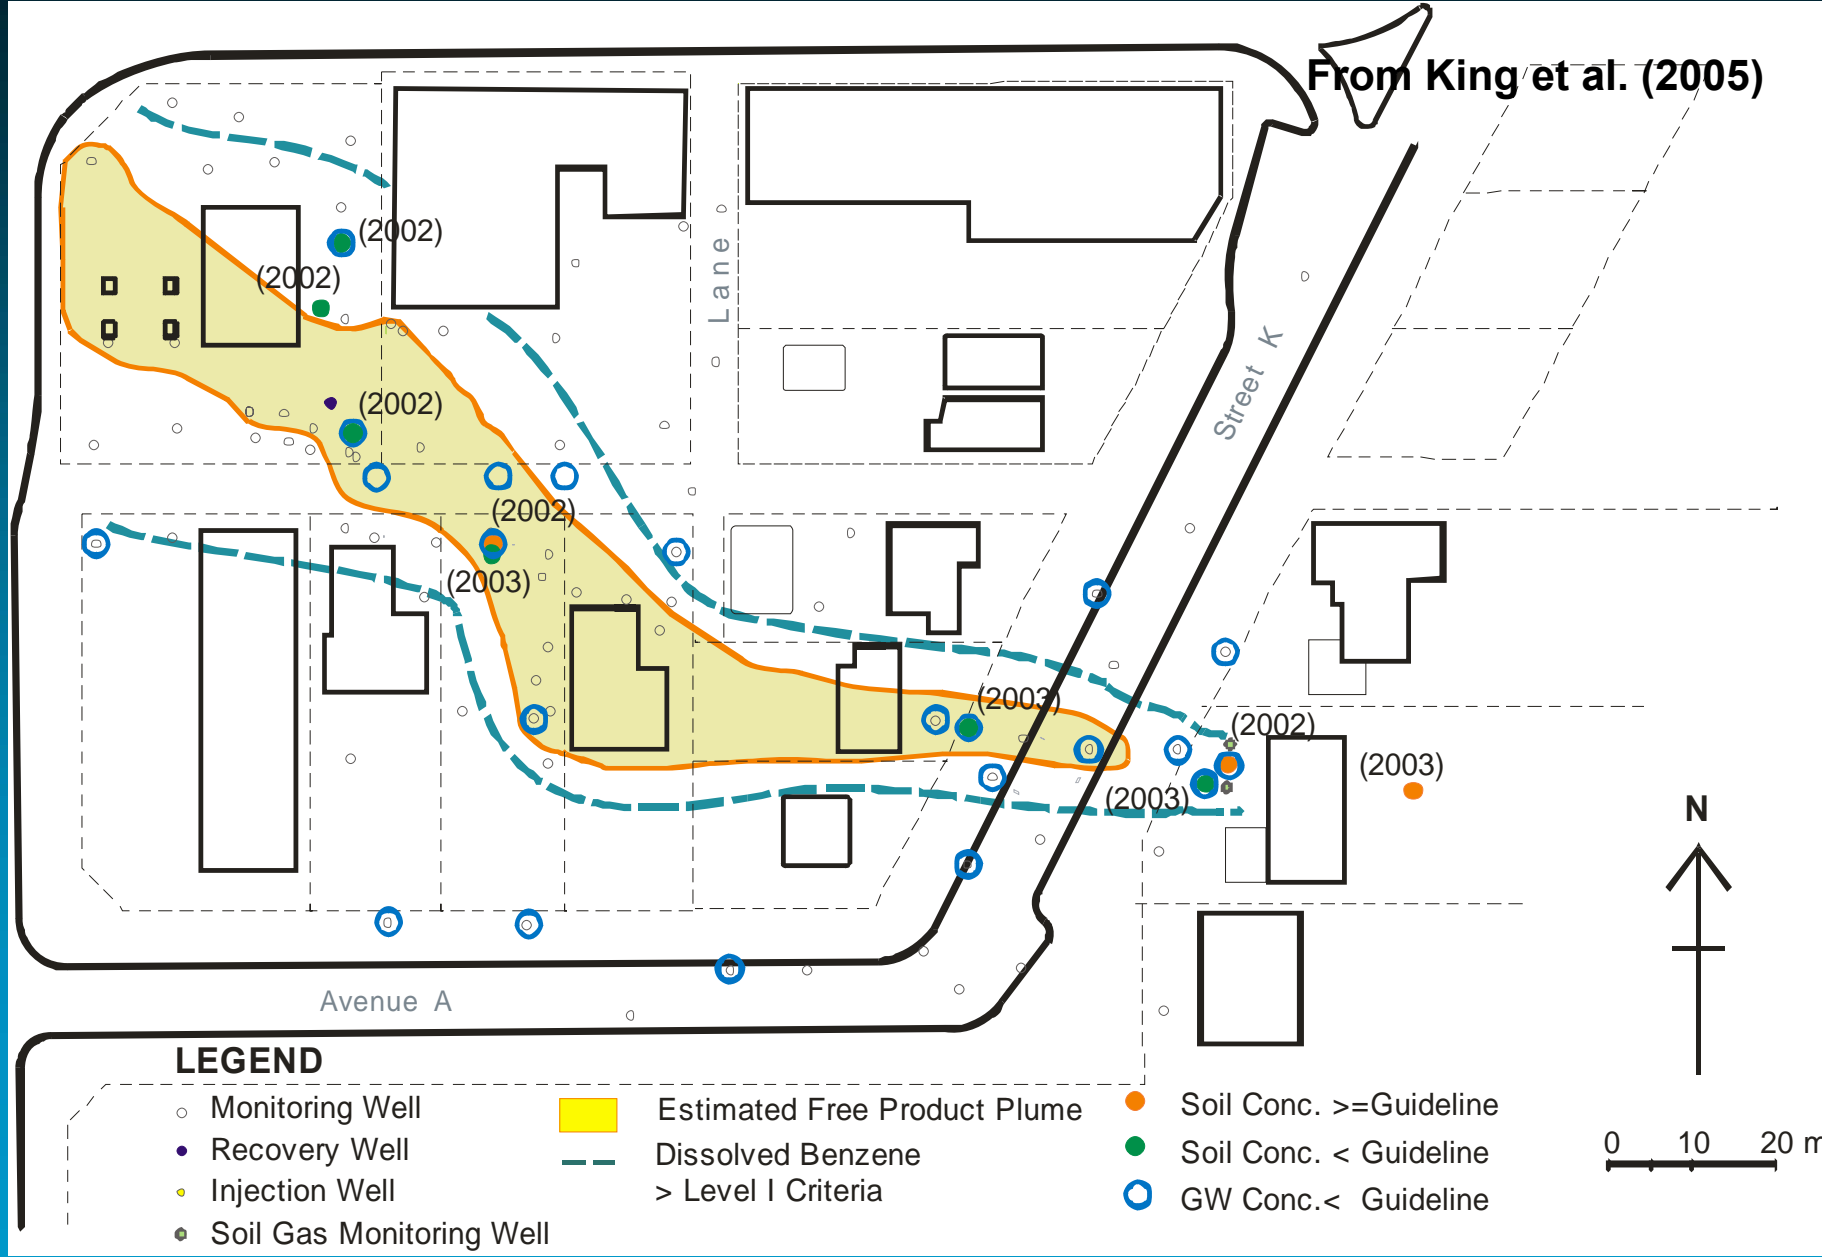 From King et al. (2005)
(2002)
(2002)
Lane
Street K
(2002)
(2002)
(2003)
(2003)
(2002)
(2003)
(2003)
N
Avenue A
LEGEND
Monitoring Well
Recovery Well
Injection Well
Soil Gas Monitoring Well
Estimated Free Product Plume
Dissolved Benzene
> Level I Criteria
Soil Conc. >=Guideline
Soil Conc. < Guideline
GW Conc.< Guideline
0 10 20 m